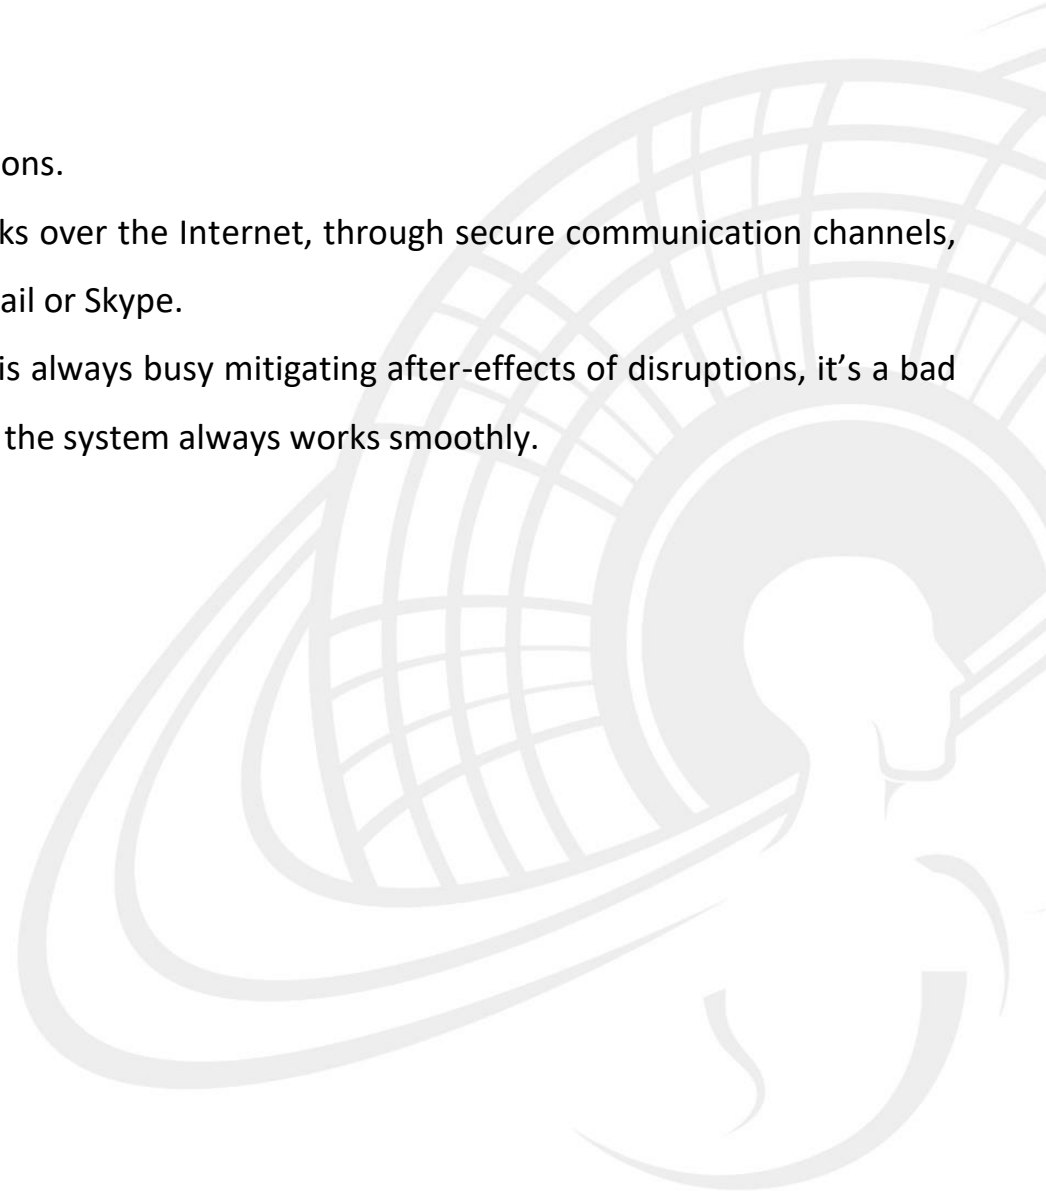 ons.
ks over the Internet, through secure communication channels,
ail or Skype.
is always busy mitigating after-effects of disruptions, it’s a bad
the system always works smoothly.